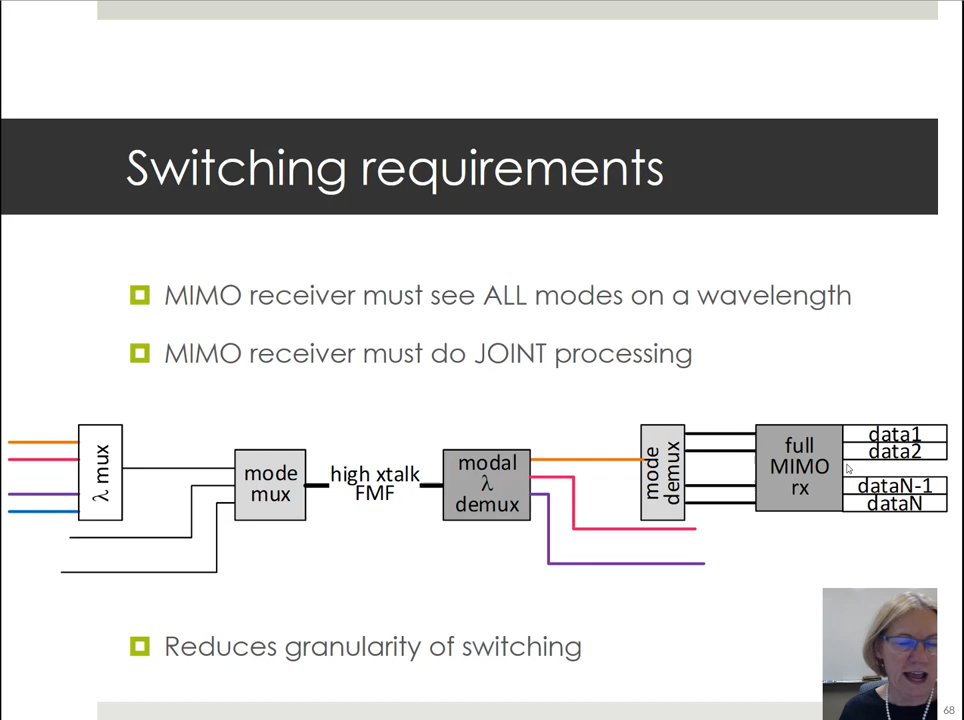 Switching requirements
MIMO receiver must see ALL modes on a wavelength
MIMO receiver must do JOINT processing
λ mux
mode
mux
high xtalk
FMF
modal
λ
demux
mode
demux
full
MIMO
rx
data1
data2
dataN-1
dataN
Reduces granularity of switching
68